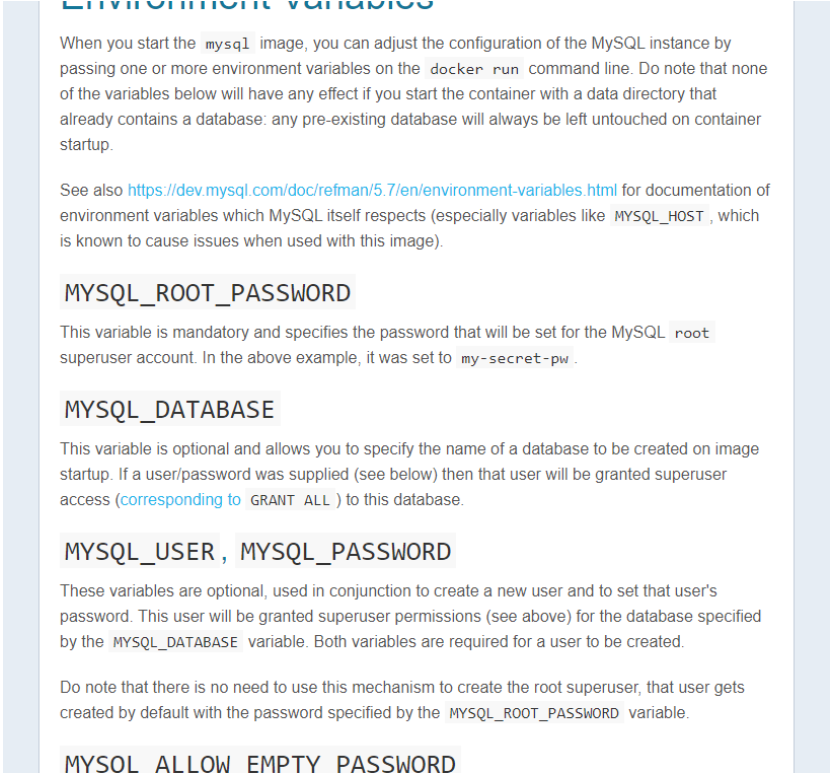 Environment Variables
When you start the mysql image, you can adjust the configuration of the MySQL instance by
passing one or more environment variables on the docker run command line. Do note that none
of the variables below will have any effect if you start the container with a data directory that
already contains a database: any pre-existing database will always be left untouched on container
startup.
See also https://dev.mysql.com/doc/refman/5.7/en/environment-variables.html for documentation of
environment variables which MySQL itself respects (especially variables like MYSQL_HOST, which
is known to cause issues when used with this image).
MYSQL_ROOT_PASSWORD
This variable is mandatory and specifies the password that will be set for the MySQL root
superuser account. In the above example, it was set to my-secret-pw.
MYSQL_DATABASE
This variable is optional and allows you to specify the name of a database to be created on image
startup. If a user/password was supplied (see below) then that user will be granted superuser
access (corresponding to GRANT ALL) to this database.
MYSQL_USER, MYSQL_PASSWORD
These variables are optional, used in conjunction to create a new user and to set that user's
password. This user will be granted superuser permissions (see above) for the database specified
by the MYSQL_DATABASE variable. Both variables are required for a user to be created.
Do note that there is no need to use this mechanism to create the root superuser, that user gets
created by default with the password specified by the MYSQL_ROOT_PASSWORD variable.
MYSQL_ALLOW_EMPTY_PASSWORD